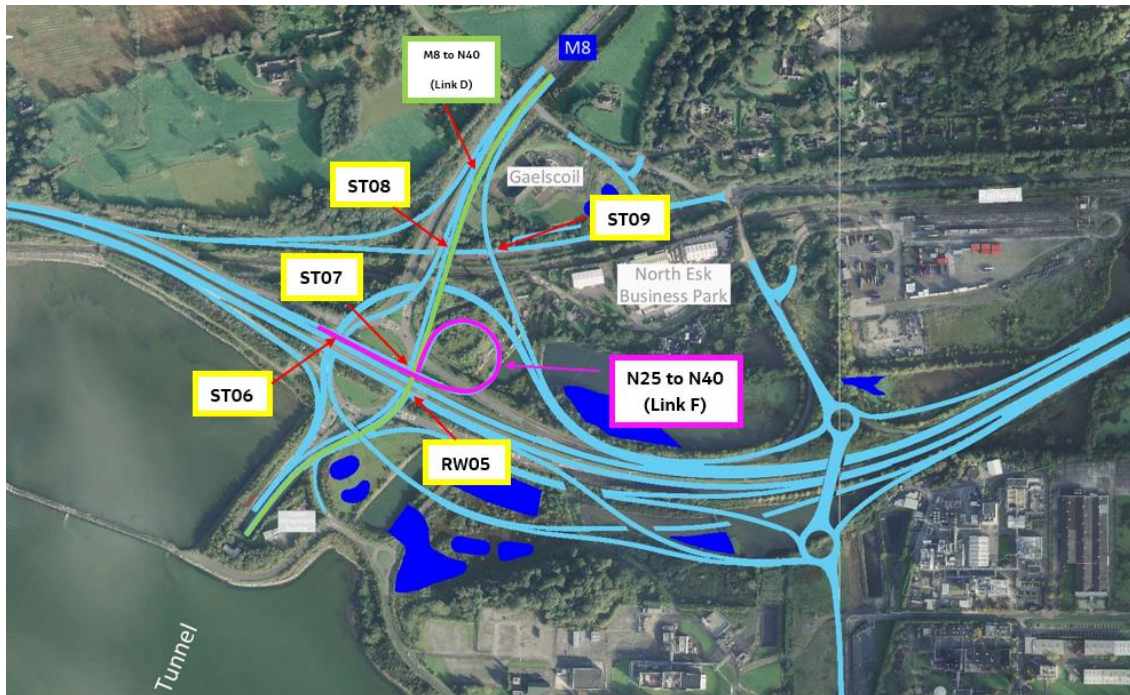 M8
M8 to N40
(Link D)
Gaelscoil
ST08
ST09
Railway
ST07
North Esk
Business Park
ST06
N25 to N40
(Link F)
RW05
Tunnel